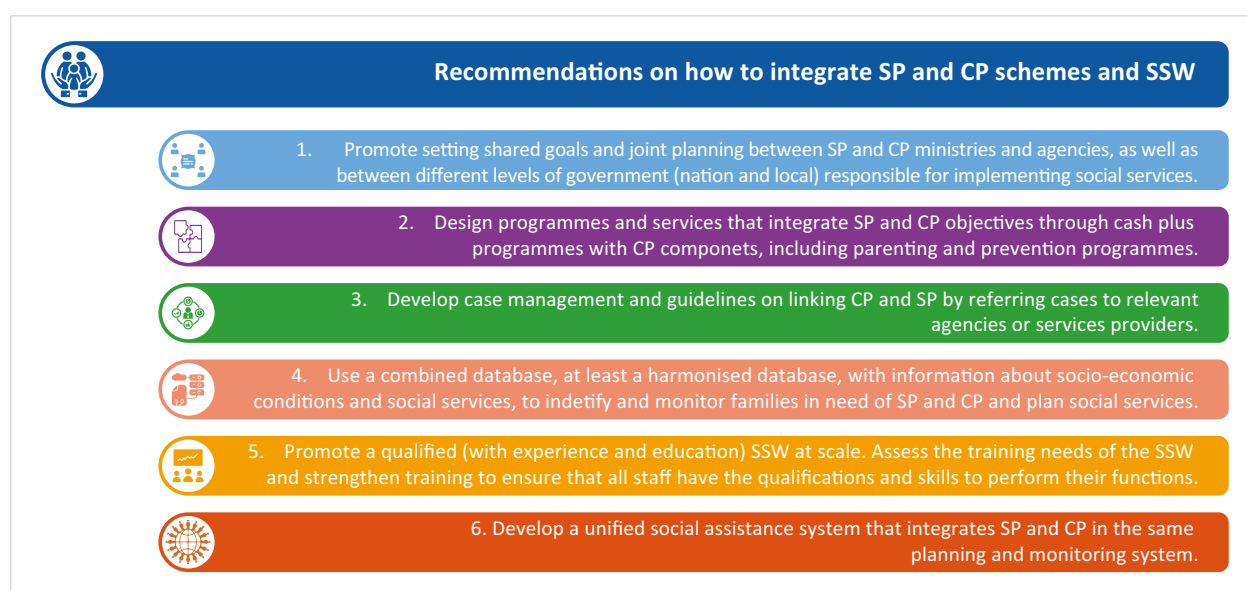 Recommendations on how to integrate SP and CP schemes and SSW
1. Promote setting shared goals and joint planning between SP and CP ministries and agencies, as well as
between different levels of government (nation and local) responsible for implementing social services.
2. Design programmes and services that integrate SP and CP objectives through cash plus
programmes with CP componets, including parenting and prevention programmes.
3. Develop case management and guidelines on linking CP and SP by referring cases to relevant
agencies or services providers.
4. Use a combined database, at least a harmonised database, with information about socio-economic
conditions and social services, to indetify and monitor families in need of SP and CP and plan social services.
5. Promote a qualified (with experience and education) SSW at scale. Assess the training needs of the SSW
and strengthen training to ensure that all staff have the qualifications and skills to perform their functions.
6. Develop a unified social assistance system that integrates SP and CP in the same
planning and monitoring system.